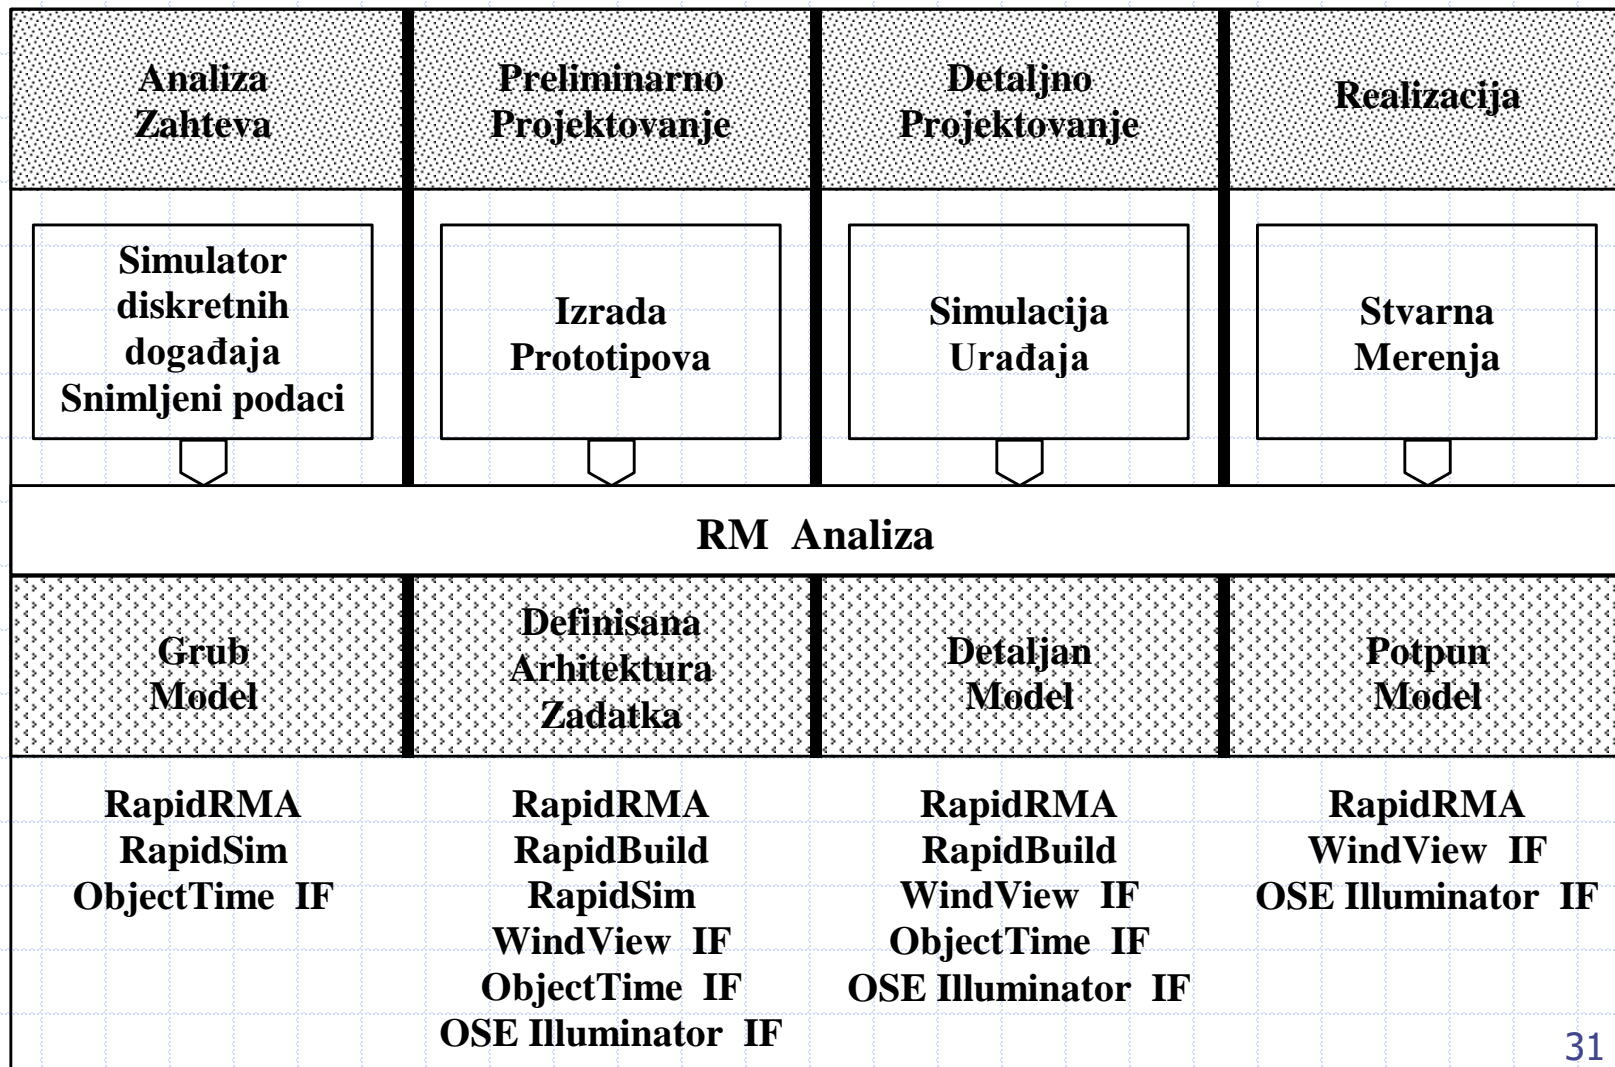 Analiza
Zahteva
Preliminarno
Projektovanje
Detaljno
Projektovanje
Realizacija
Simulator
diskretnih
događaja
Snimljeni podaci
Izrada
Prototipova
Simulacija
Urađaja
Stvarna
Merenja
RM Analiza
Grub
Model
Definisana
Arhitektura
Zadatka
Detaljan
Model
Potpun
Model
RapidRMA
RapidSim
ObjectTime IF
RapidRMA
RapidBuild
RapidSim
WindView IF
ObjectTime IF
OSE Illuminator IF
RapidRMA
RapidBuild
WindView IF
ObjectTime IF
OSE Illuminator IF
RapidRMA
WindView IF
OSE Illuminator IF
31